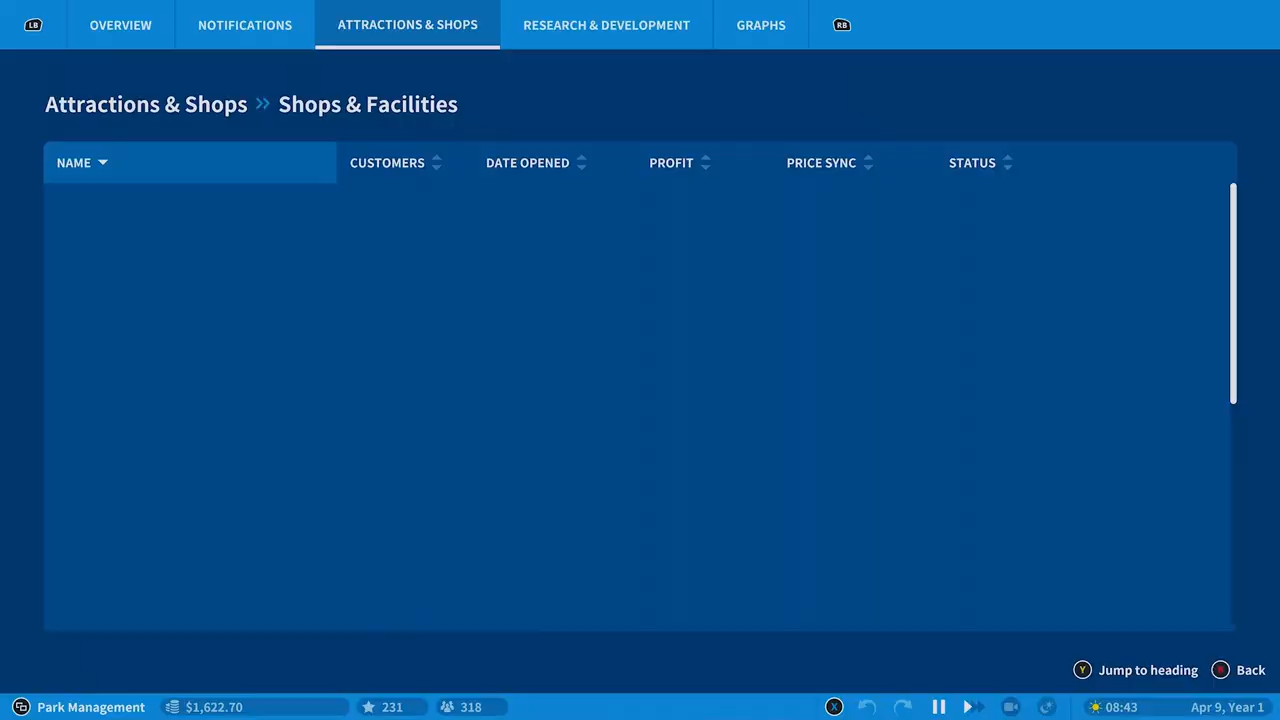 LB OVERVIEW NOTIFICATIONS ATTRACTIONS & SHOPS RESEARCH & DEVELOPMENT GRAPHS RB
Attractions & Shops » Shops & Facilities
NAME CUSTOMERS DATE OPENED PROFIT PRICE SYNC STATUS
Y Jump to heading B Back
Park Management $1,622.70 231 318 X 08:43 Apr 9, Year 1